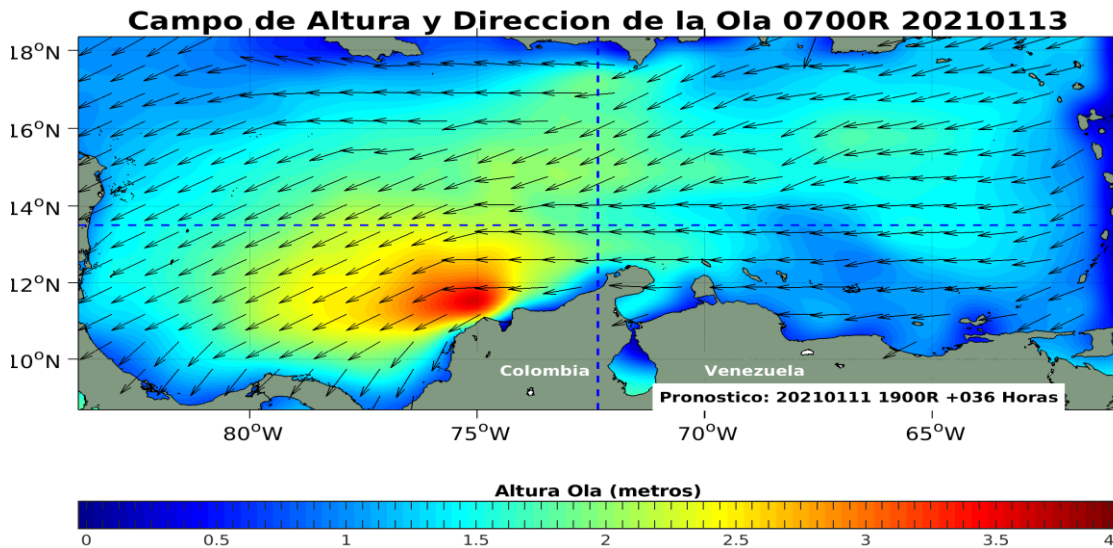 Campo de Altura y Direccion de la Ola 0700R 20210113
18°N
16°N
14°N
12°N
10°N
Colombia
Venezuela
Pronostico: 20210111 1900R +036 Horas
80°W
75°W
70°W
65°W
Altura Ola (metros)
0
0.5
1
1.5
2
2.5
3
3.5
4